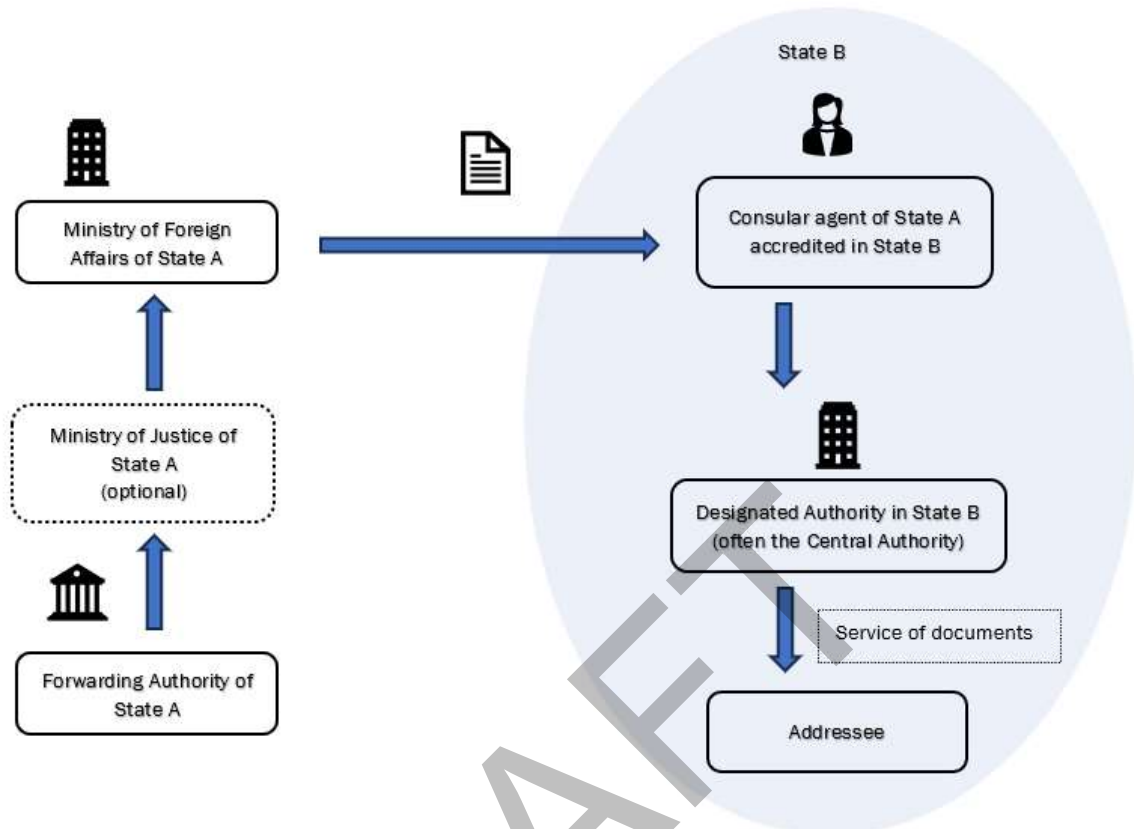 State B
Ministry of Foreign
Affairs of State A
Consular agent of State A
accredited in State B
Ministry of Justice of
State A
(optional)
Designated Authority in State B
(often the Central Authority)
Service of documents
Forwarding Authority of
State A
Addressee
AFT